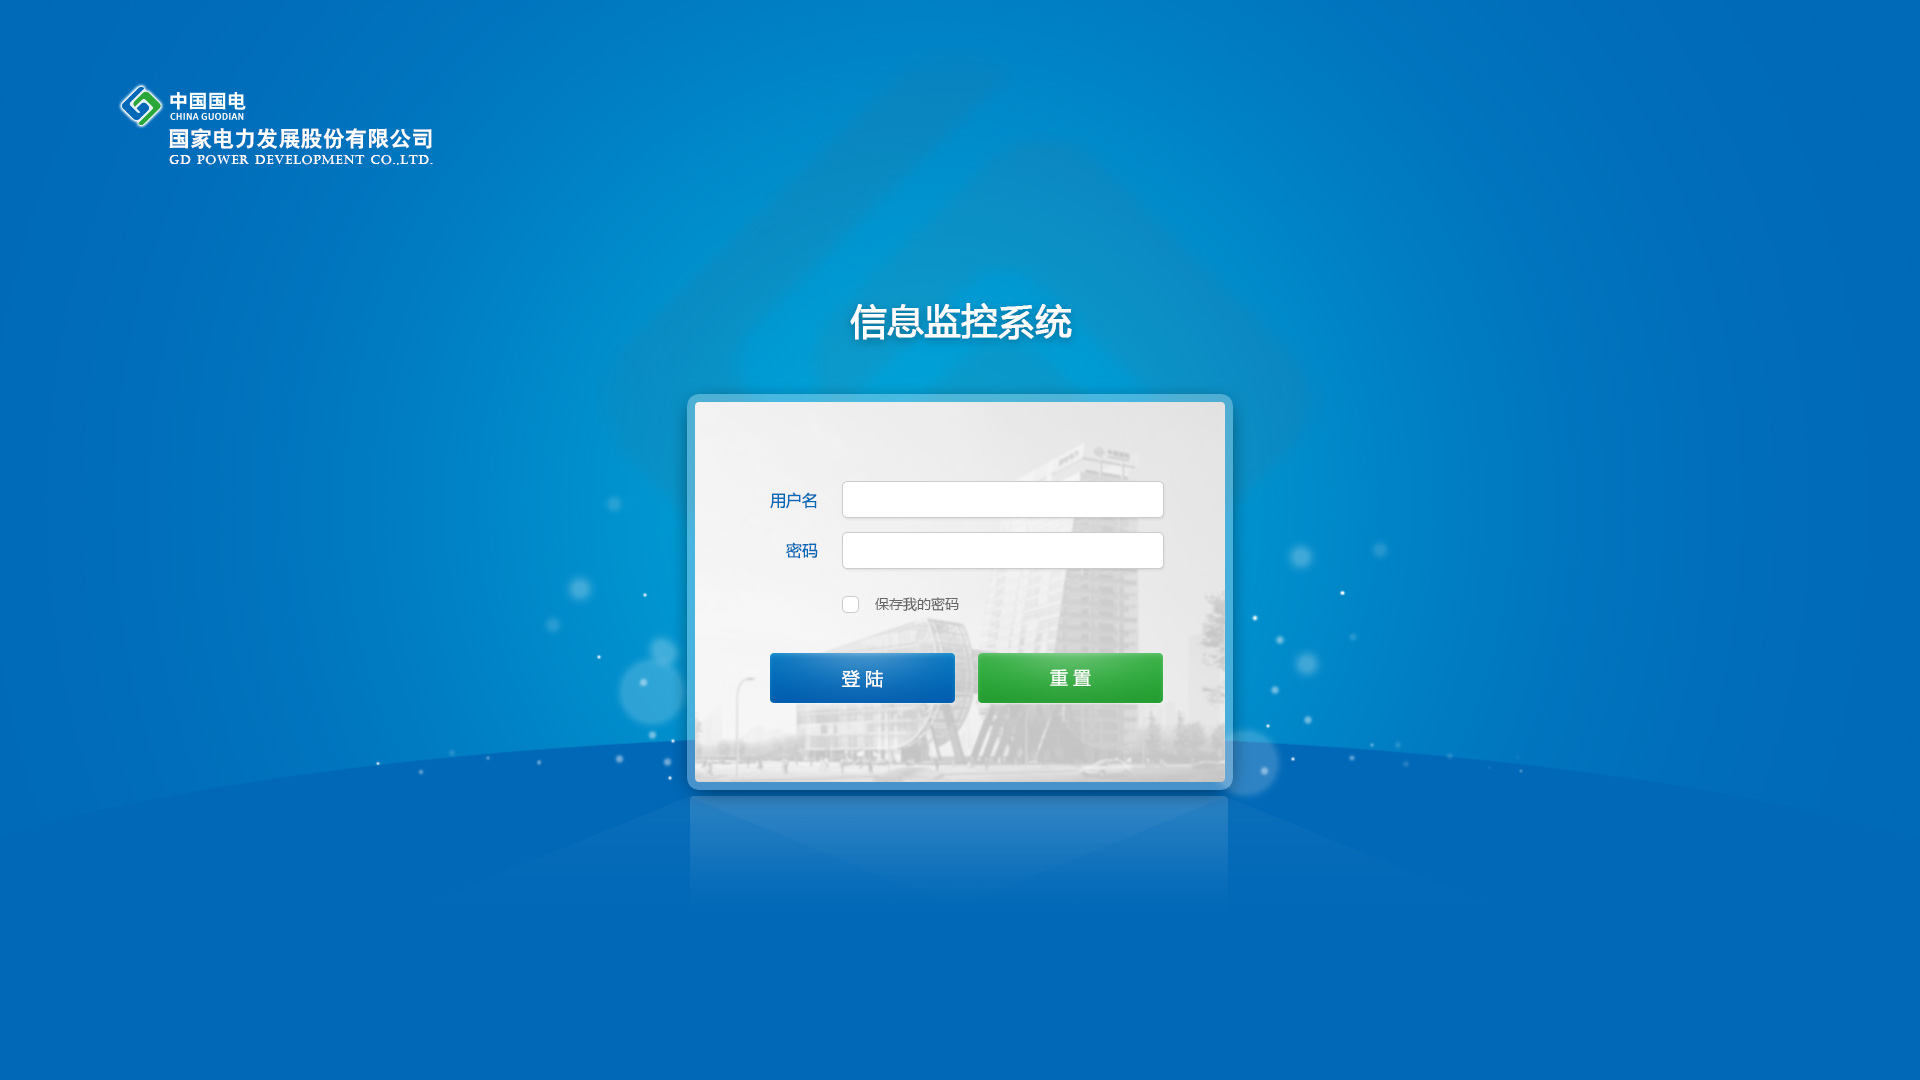 中国国电
CHINA GUODIAN
国家电力发展股份有限公司
GD POWER DEVELOPMENT CO.,LTD.
信息监控系统
用户名
密码
保存我的密码
登陆
重置